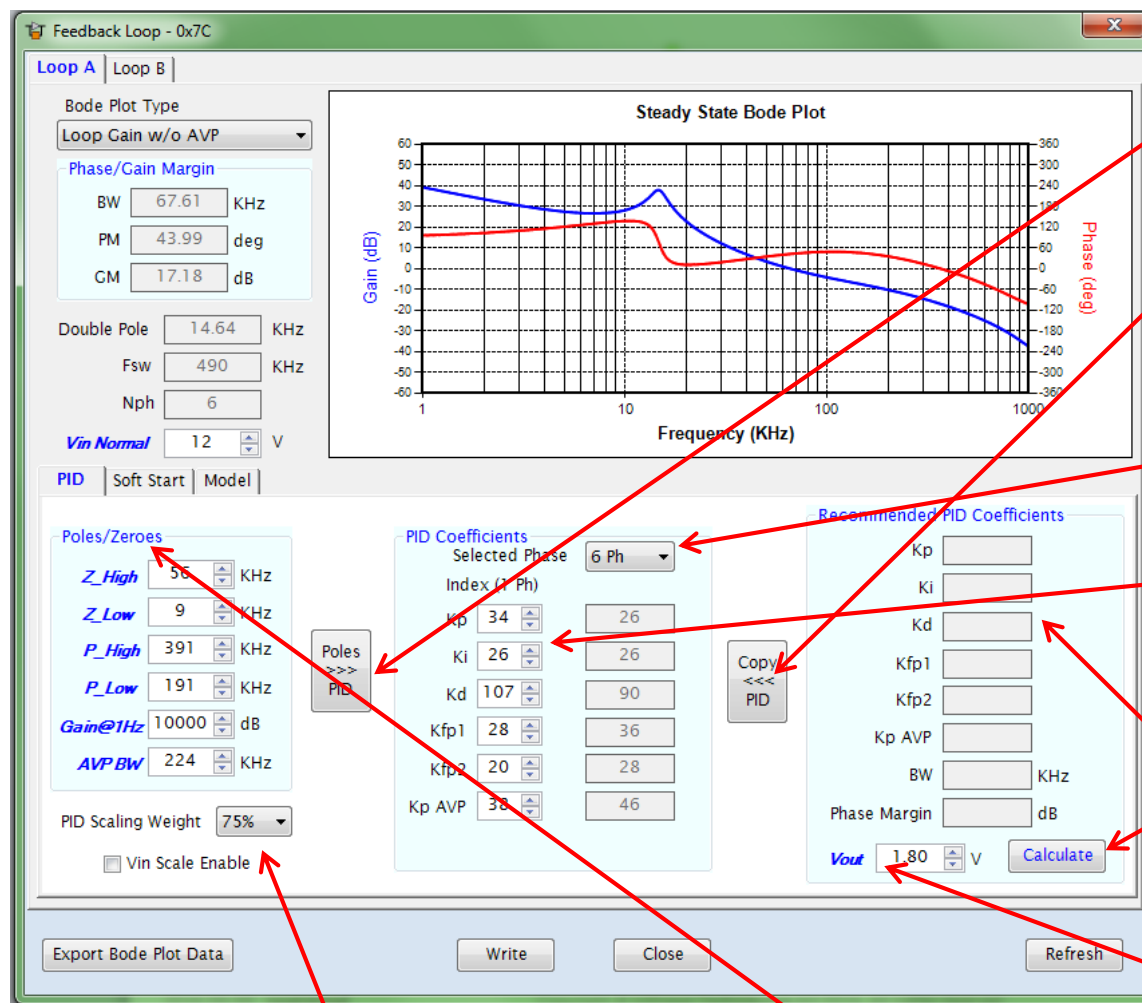 Feedback Loop - 0x7C
Loop A Loop B
Bode Plot Type
Loop Gain w/o AVP
Phase/Gain Margin
BW 67.61 KHz
PM 43.99 deg
GM 17.18 dB
Double Pole 14.64 KHz
Fsw 490 KHz
Nph 6
Vin Normal 12 V
Steady State Bode Plot
60
50
40
30
20
10
0
-10
-20
-30
-40
-50
-60
Gain (dB)
360
300
240
180
120
60
0
-60
-120
-180
-240
-300
-360
Phase (deg)
1 10 100 1000
Frequency (KHz)
PID Soft Start Model
Poles/Zeroes
Z_High 56 KHz
Z_Low 9 KHz
P_High 391 KHz
P_Low 191 KHz
Gain@1Hz 10000 dB
AVP BW 224 KHz
PID Scaling Weight 75%
Vin Scale Enable
Poles
>>>
PID
PID Coefficients
Selected Phase 6 Ph
Index (1 Ph)
Kp 34 26
Ki 26 26
Kd 107 90
Kfp1 28 36
Kfp2 20 28
Kp AVP 38 46
Copy
<<<
PID
Recommended PID Coefficients
Kp
Ki
Kd
Kfp1
Kfp2
Kp AVP
BW KHz
Phase Margin dB
Vout 1.80 V Calculate
Export Bode Plot Data Write Close Refresh